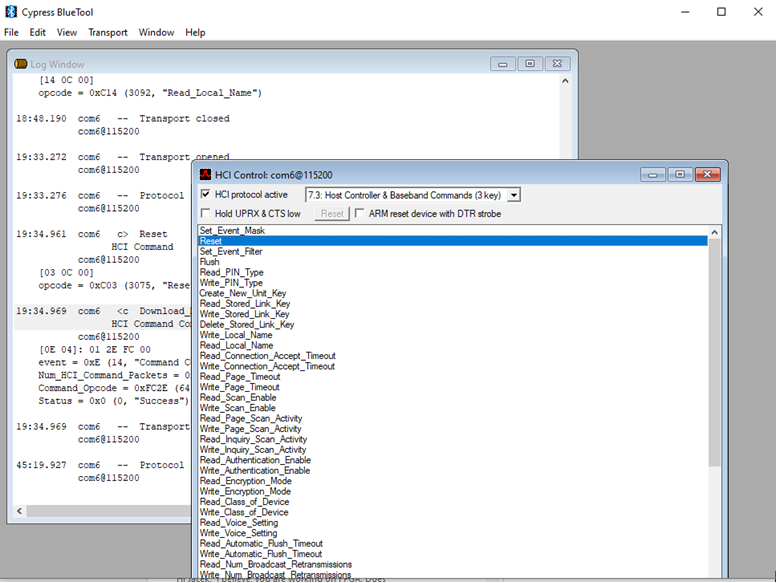 Cypress BlueTool
File Edit View Transport Window Help
Log Window
[14 0C 00]
opcode = 0xC14 (3092, "Read_Local_Name")
18:48.190 com6 -- Transport closed
com6@115200
19:33.272 com6 -- Transport opened
com6@115200
19:33.276 com6 -- Protocol
com6@115200
19:34.961 com6 c> Reset
HCI Command
com6@115200
[03 0C 00]
opcode = 0xC03 (3075, "Rese
19:34.969 com6 <c Download_
HCI Command Co
com6@115200
[0E 04]: 01 2E FC 00
event = 0xE (14, "Command C
Num_HCI_Command_Packets = 0
Command_Opcode = 0xFC2E (64
Status = 0x0 (0, "Success")
19:34.969 com6 -- Transport
com6@115200
45:19.927 com6 -- Protocol
com6@115200
HCI Control: com6@115200
HCI protocol active 7.3: Host Controller & Baseband Commands (3 key)
Hold UPRX & CTS low Reset ARM reset device with DTR strobe
Set_Event_Mask
Reset
Set_Event_Filter
Flush
Read_PIN_Type
Write_PIN_Type
Create_New_Unit_Key
Read_Stored_Link_Key
Write_Stored_Link_Key
Delete_Stored_Link_Key
Write_Local_Name
Read_Local_Name
Read_Connection_Accept_Timeout
Write_Connection_Accept_Timeout
Read_Page_Timeout
Write_Page_Timeout
Read_Scan_Enable
Write_Scan_Enable
Read_Page_Scan_Activity
Write_Page_Scan_Activity
Read_Inquiry_Scan_Activity
Write_Inquiry_Scan_Activity
Read_Authentication_Enable
Write_Authentication_Enable
Read_Encryption_Mode
Write_Encryption_Mode
Read_Class_of_Device
Write_Class_of_Device
Read_Voice_Setting
Write_Voice_Setting
Read_Automatic_Flush_Timeout
Write_Automatic_Flush_Timeout
Read_Num_Broadcast_Retransmissions
Write_Num_Broadcast_Retransmissions